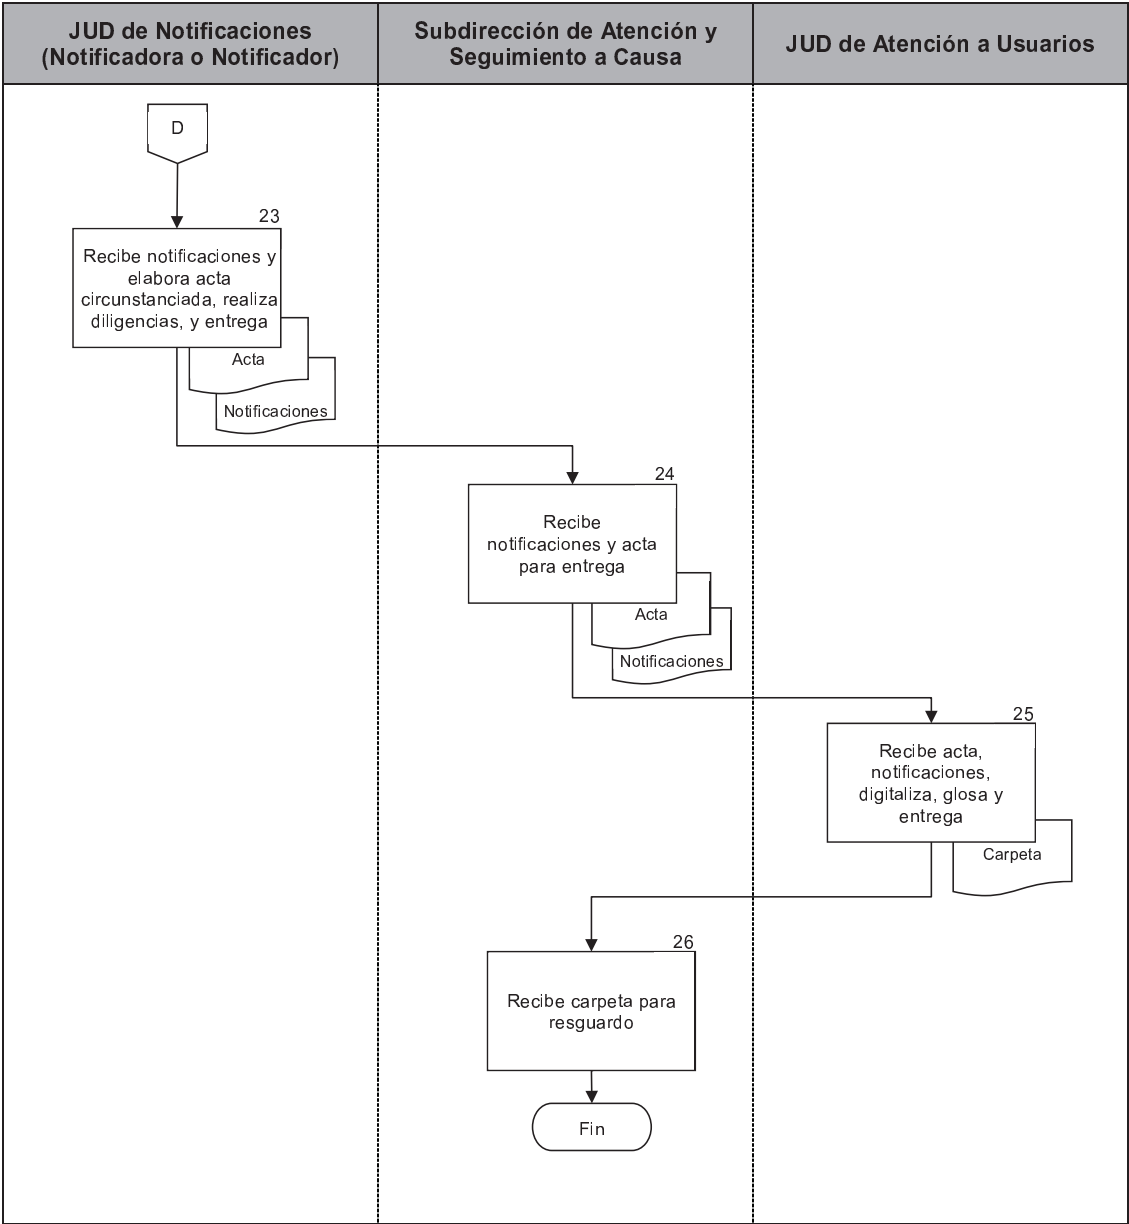 JUD de Notificaciones
(Notificadora o Notificador)
Subdirección de Atención y
Seguimiento a Causa
JUD de Atención a Usuarios
D
23
Recibe notificaciones y
elabora acta
circunstanciada, realiza
diligencias, y entrega
Acta
Notificaciones
24
Recibe
notificaciones y acta
para entrega
Acta
Notificaciones
25
Recibe acta,
notificaciones,
digitaliza, glosa y
entrega
Carpeta
26
Recibe carpeta para
resguardo
Fin